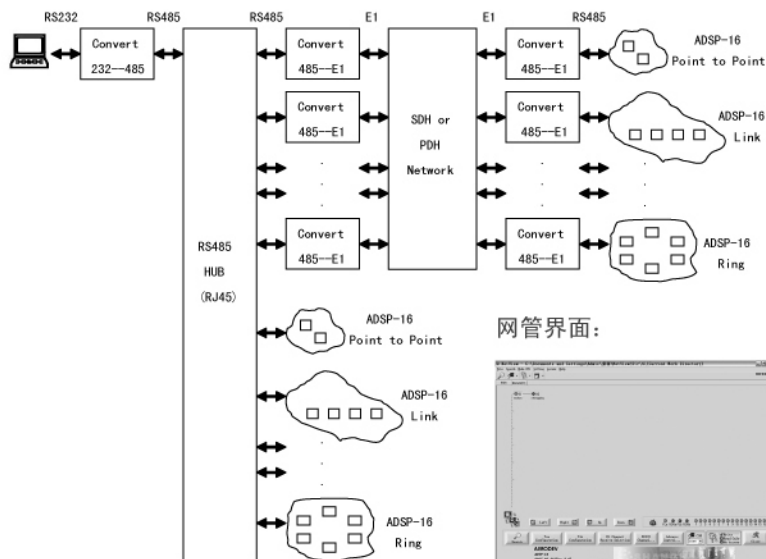 RS232 RS485 RS485 E1 E1 RS485
Convert
232--485
Convert
485--E1
Convert
485--E1
ADSP-16
Point to Point
Convert
485--E1
Convert
485--E1
ADSP-16
Link
SDH or
PDH
Network
Convert
485--E1
Convert
485--E1
ADSP-16
Ring
RS485
HUB
(RJ45)
ADSP-16
Point to Point
网管界面：
ADSP-16
Link
ADSP-16
Ring